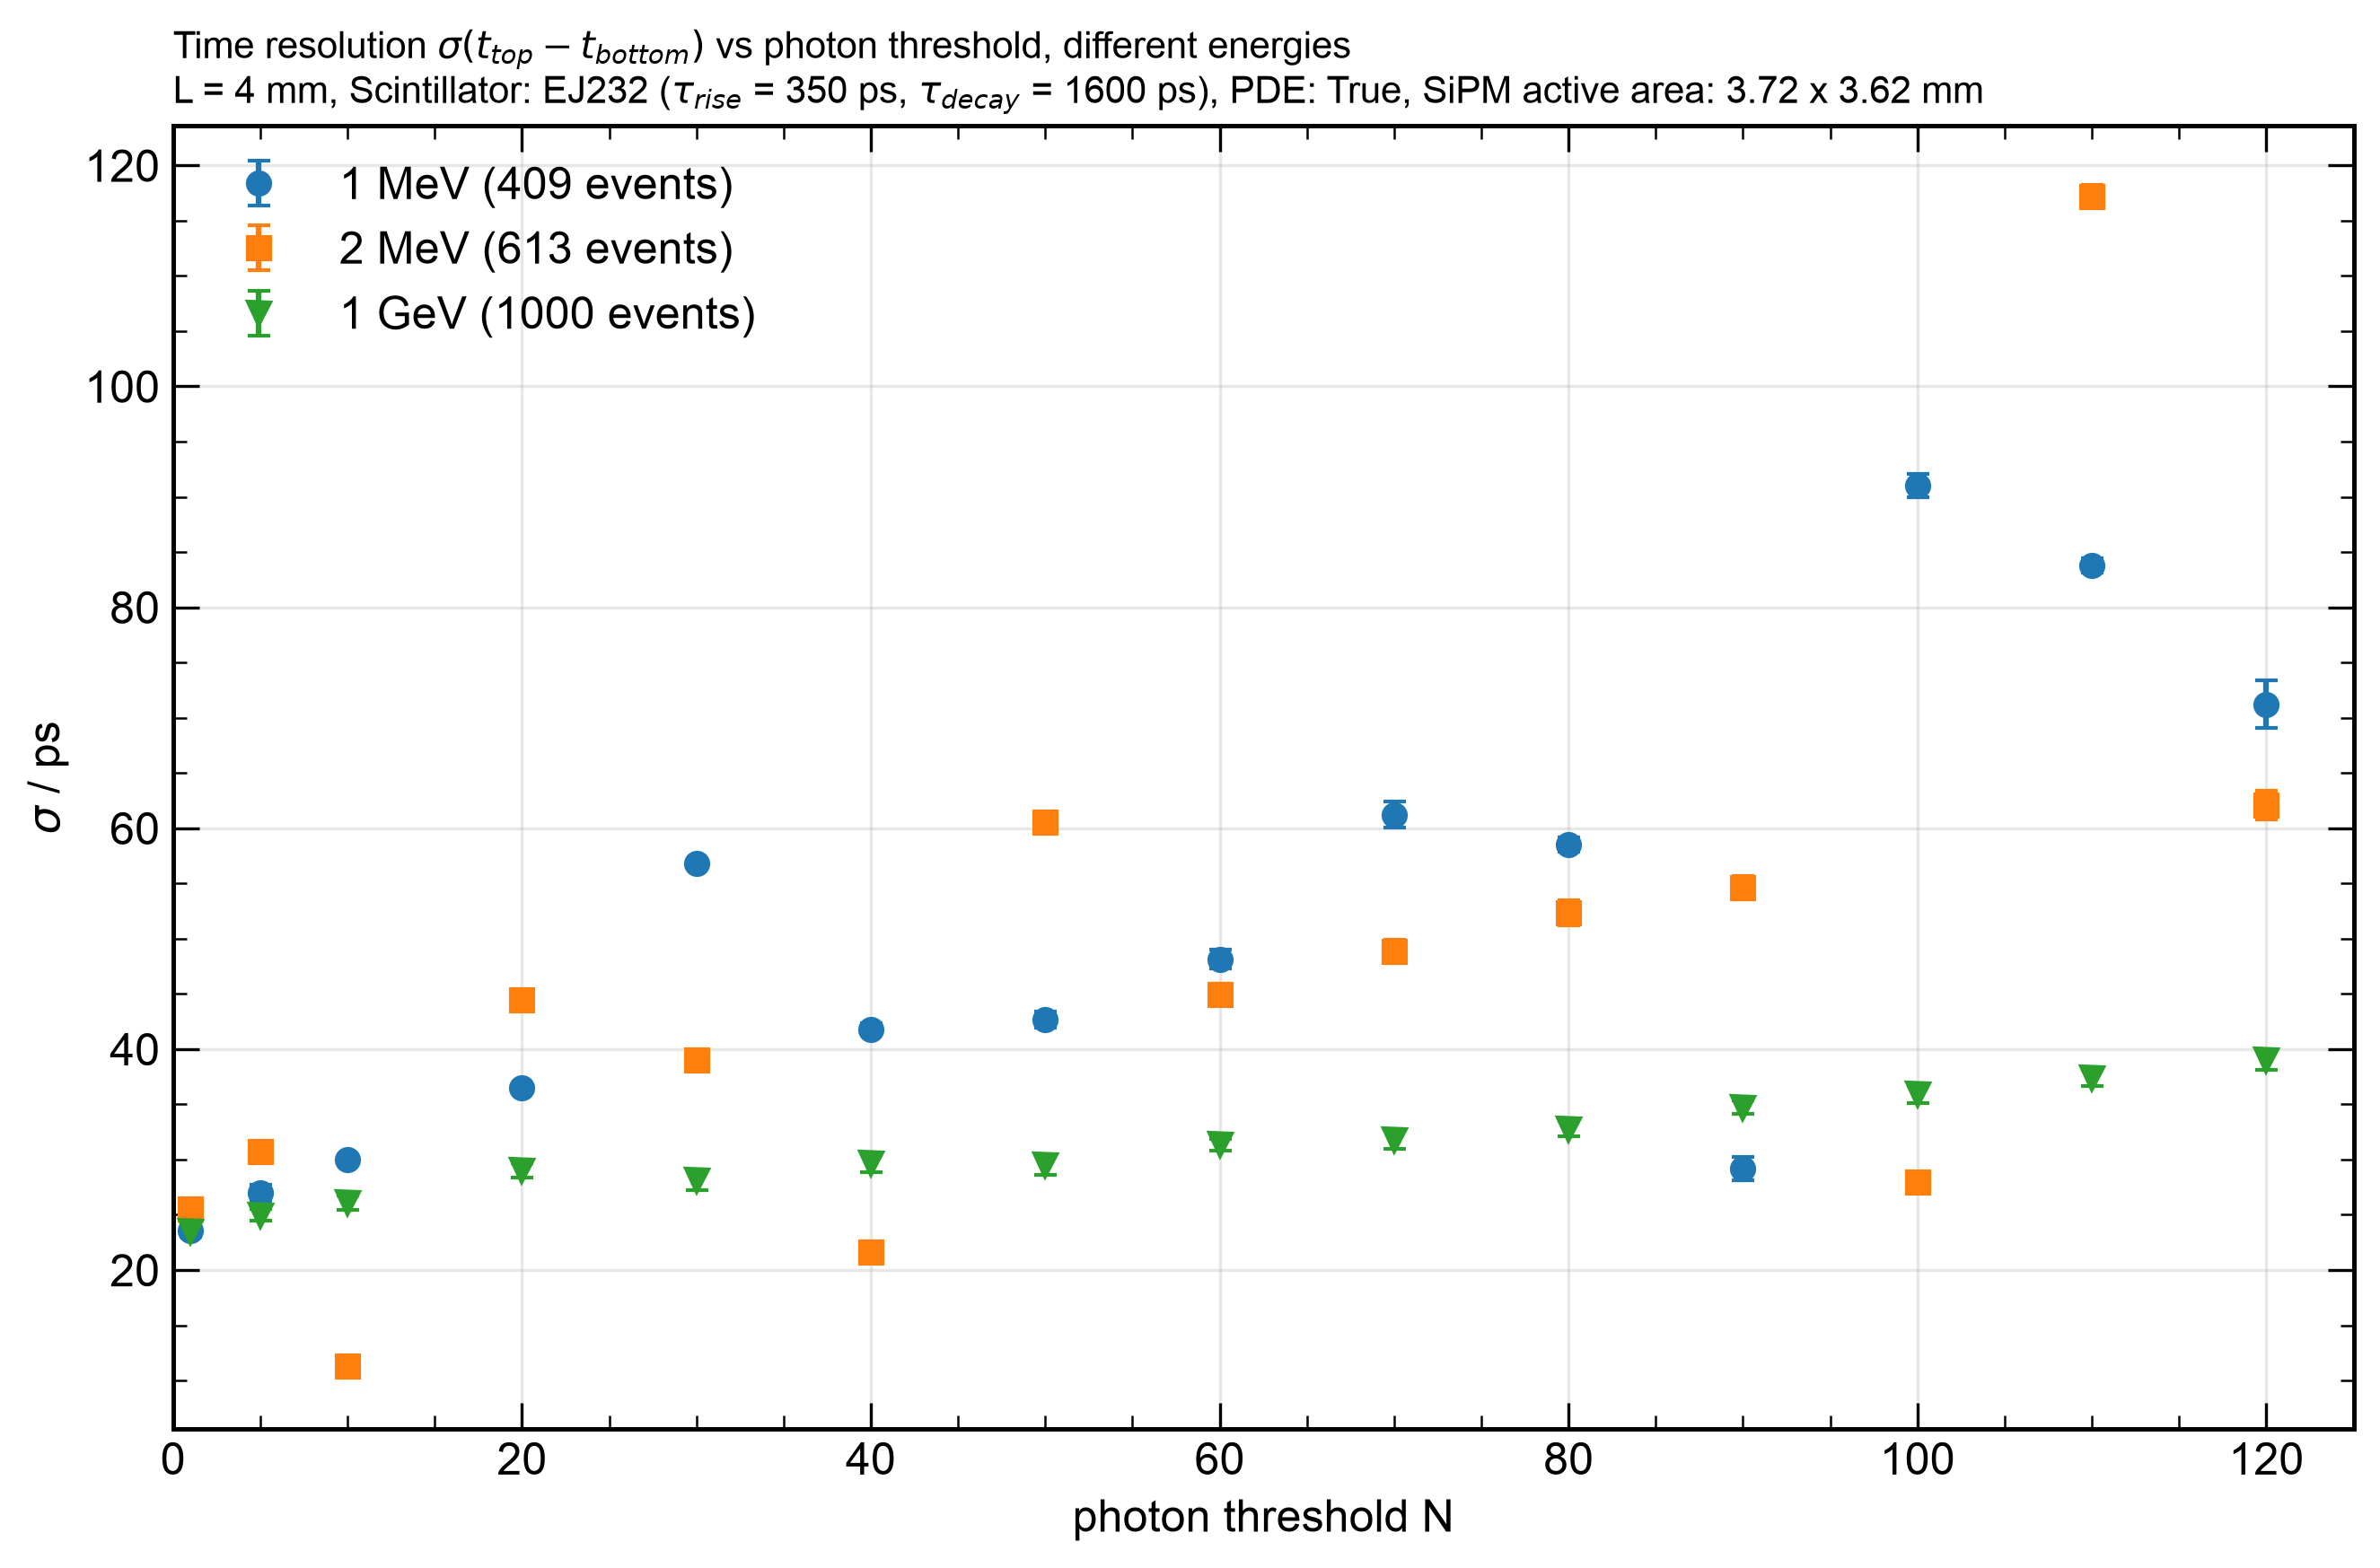 Time resolution σ(t_top − t_bottom) vs photon threshold, different energies
L = 4 mm, Scintillator: EJ232 (τ_rise = 350 ps, τ_decay = 1600 ps), PDE: True, SiPM active area: 3.72 x 3.62 mm
1 MeV (409 events)
2 MeV (613 events)
1 GeV (1000 events)
120
100
80
60
40
20
σ / ps
0 20 40 60 80 100 120
photon threshold N